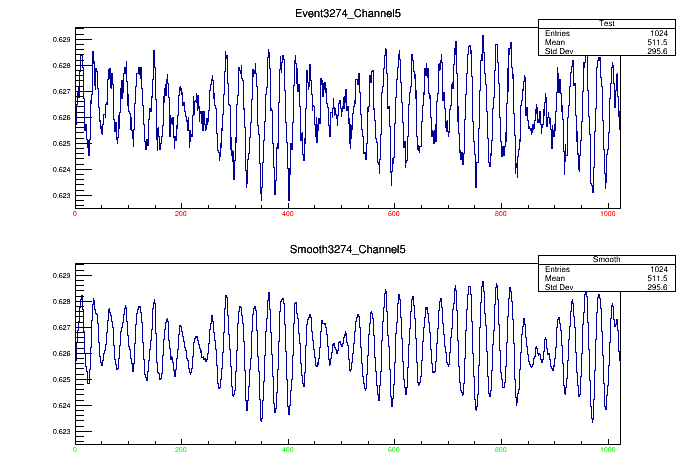 Event3274_Channel5
Test
Entries 1024
Mean 511.5
Std Dev 295.6
0.629
0.628
0.627
0.626
0.625
0.624
0.623
0 200 400 600 800 1000
Smooth3274_Channel5
Smooth
Entries 1024
Mean 511.5
Std Dev 295.6
0.629
0.628
0.627
0.626
0.625
0.624
0.623
0 200 400 600 800 1000